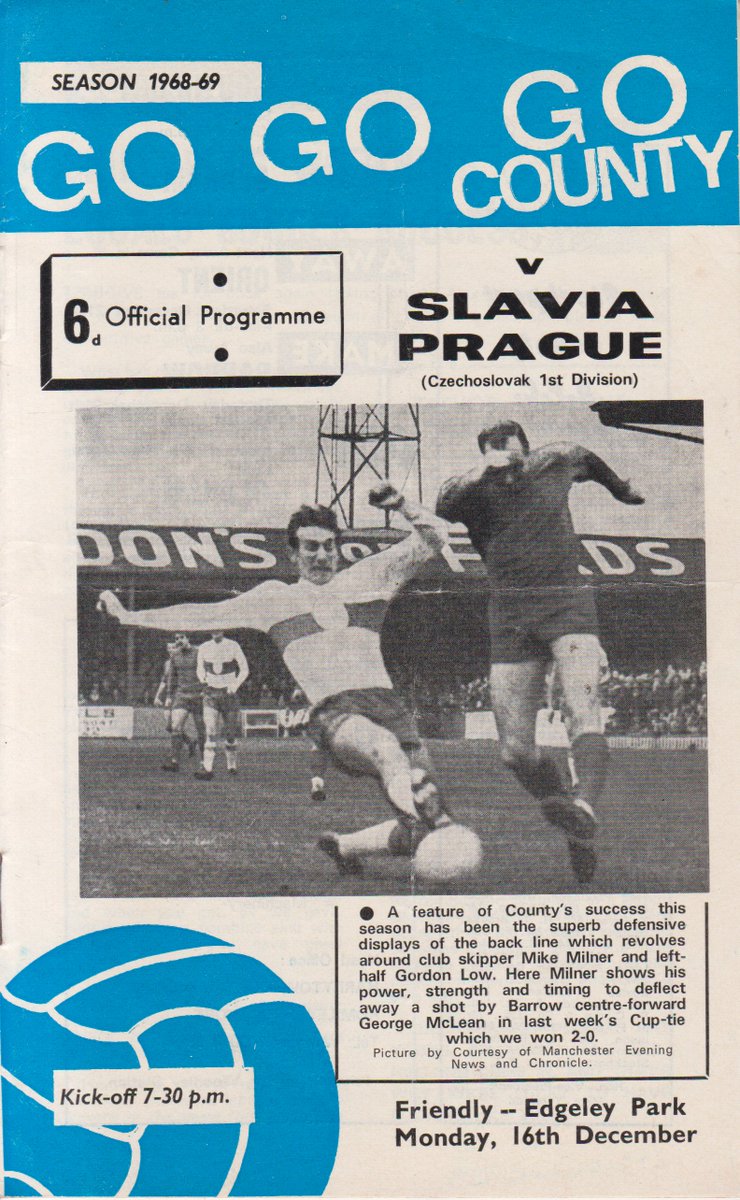 SEASON 1968-69
GO GO GO
COUNTY
6d Official Programme
v
SLAVIA
PRAGUE
(Czechoslovak 1st Division)
DON'S
DS
LS
● A feature of County's success this
season has been the superb defensive
displays of the back line which revolves
around club skipper Mike Milner and left-
half Gordon Low. Here Milner shows his
power, strength and timing to deflect
away a shot by Barrow centre-forward
George McLean in last week's Cup-tie
which we won 2-0.
Picture by Courtesy of Manchester Evening
News and Chronicle.
Kick-off 7-30 p.m.
Friendly -- Edgeley Park
Monday, 16th December